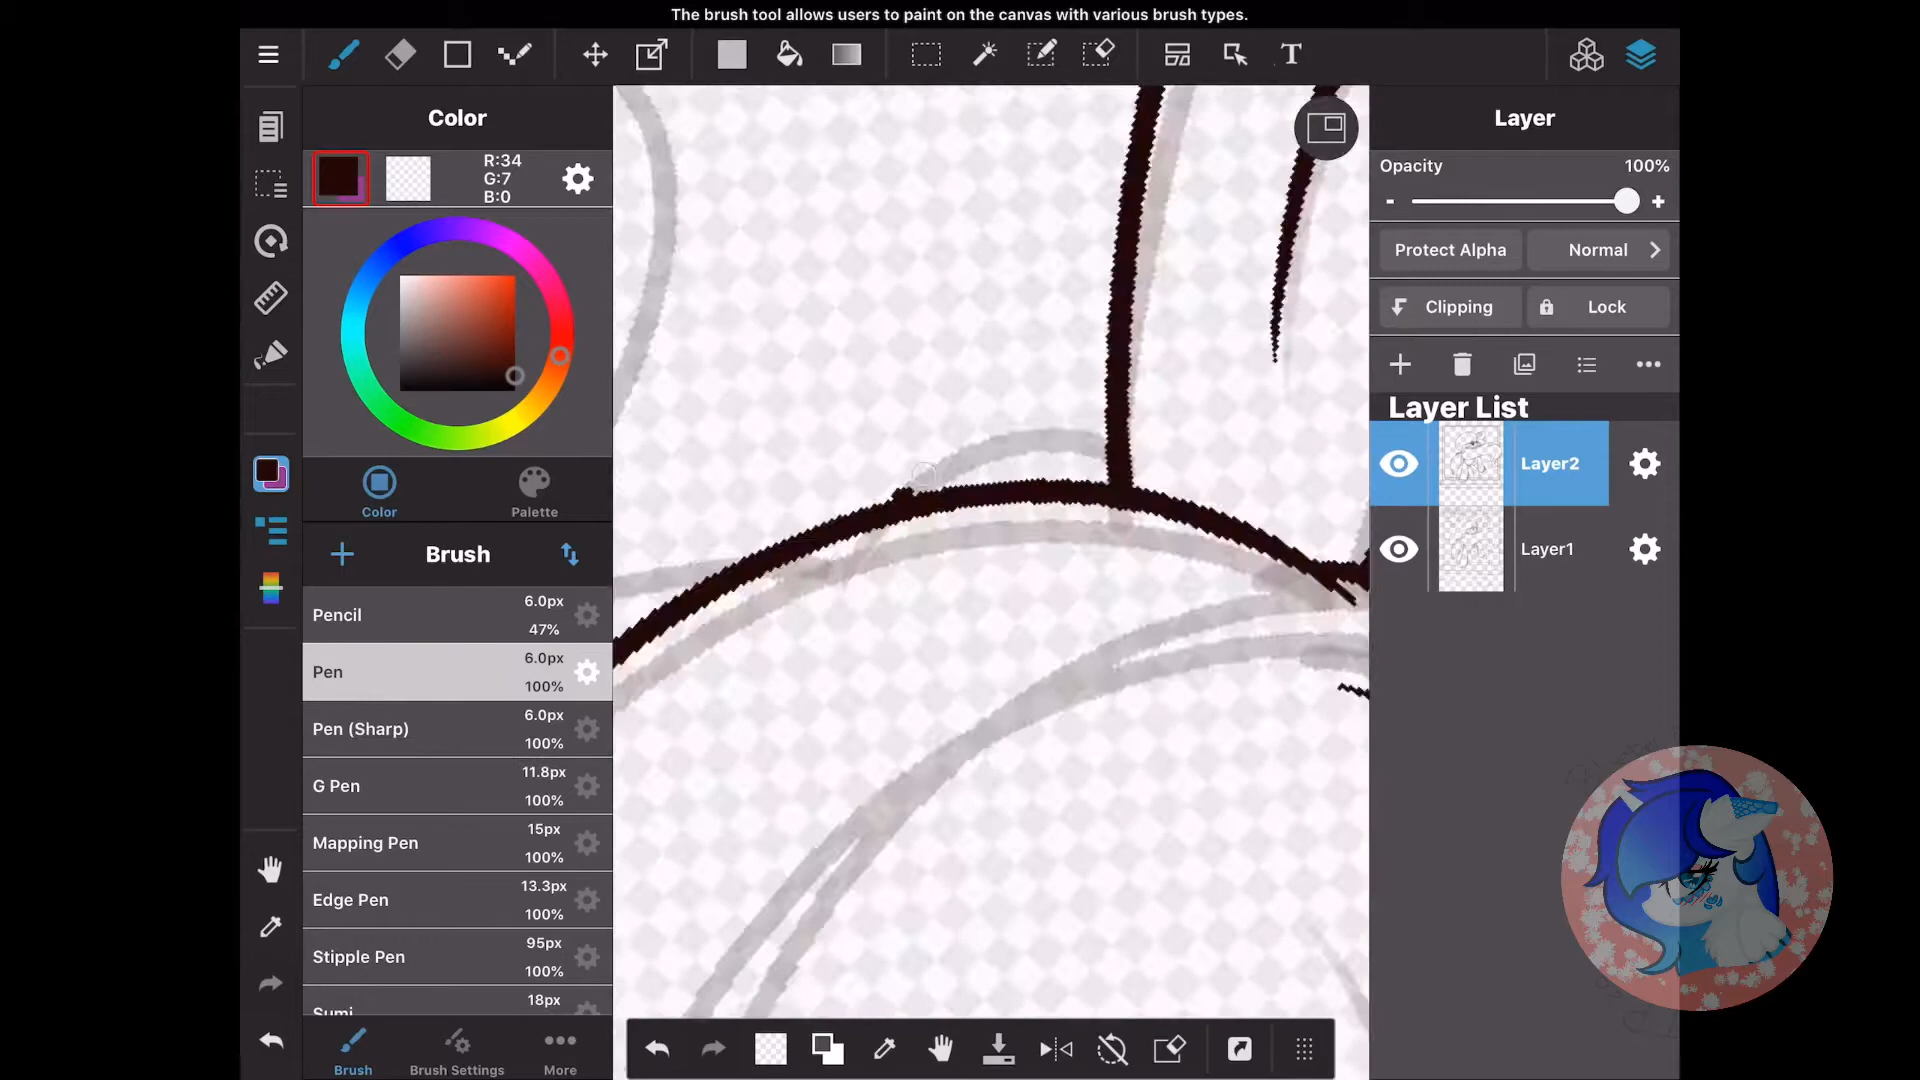 The brush tool allows users to paint on the canvas with various brush types.
T
Color
R:34
G:7
B:0
Color
Palette
Brush
Pencil
6.0px
47%
Pen
6.0px
100%
Pen (Sharp)
6.0px
100%
G Pen
11.8px
100%
Mapping Pen
15px
100%
Edge Pen
13.3px
100%
Stipple Pen
95px
100%
Sumi
18px
Brush
Brush Settings
More
Layer
Opacity
100%
-
+
Protect Alpha
Normal
Clipping
Lock
Layer List
Layer2
Layer1